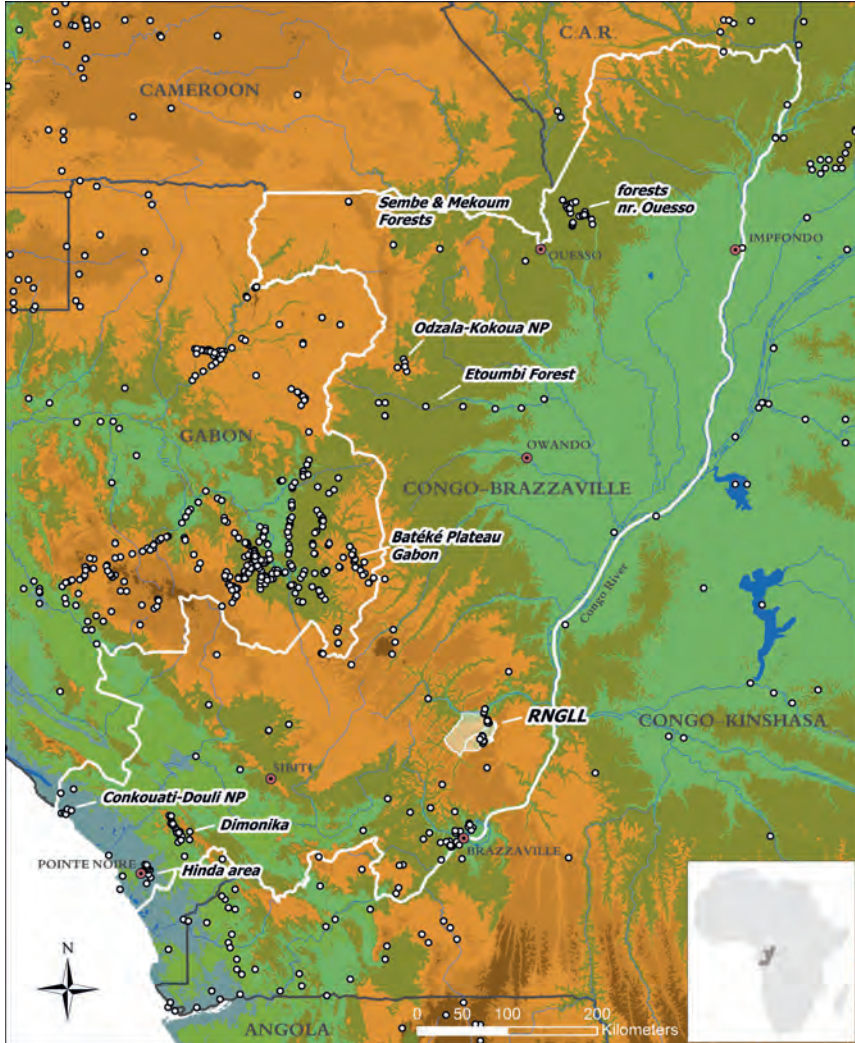 C.A.R.
CAMEROON
Sembe & Mekoum
Forests
forests
nr. Ouesso
OUESSO
IMPFONDO
Odzala-Kokoua NP
Etoumbi Forest
GABON
OWANDO
CONGO-BRAZZAVILLE
Batéké Plateau
Gabon
Congo River
RNGLL
CONGO-KINSHASA
SIBITI
Conkouati-Douli NP
Dimonika
BRAZZAVILLE
POINTE NOIRE
Hinda area
N
0 50 100 200
Kilometers
ANGOLA